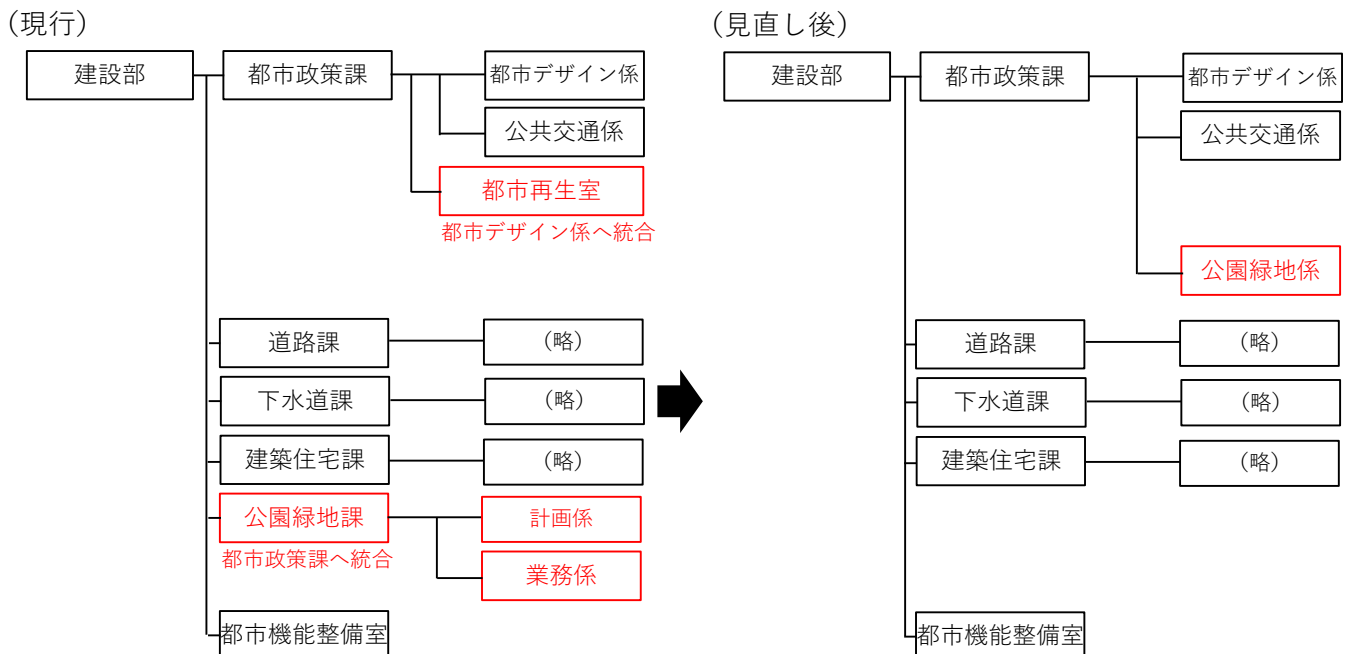 （現行）
建設部
都市政策課
都市デザイン係
公共交通係
都市再生室
都市デザイン係へ統合
道路課
（略）
下水道課
（略）
建築住宅課
（略）
公園緑地課
計画係
都市政策課へ統合
業務係
都市機能整備室
（見直し後）
建設部
都市政策課
都市デザイン係
公共交通係
公園緑地係
道路課
（略）
下水道課
（略）
建築住宅課
（略）
都市機能整備室